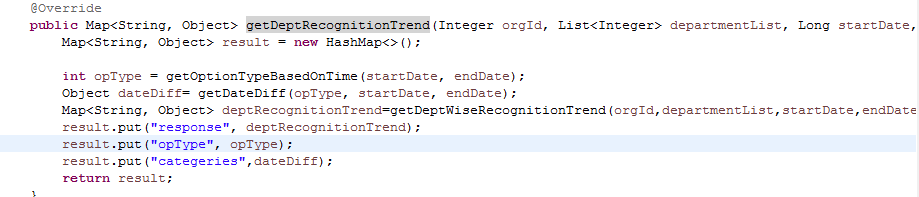 @Override
public Map<String, Object> getDeptRecognitionTrend(Integer orgId, List<Integer> departmentList, Long startDate,
Map<String, Object> result = new HashMap<>();
int opType = getOptionTypeBasedOnTime(startDate, endDate);
Object dateDiff= getDateDiff(opType, startDate, endDate);
Map<String, Object> deptRecognitionTrend=getDeptWiseRecognitionTrend(orgId,departmentList,startDate,endDate
result.put("response", deptRecognitionTrend);
result.put("opType", opType);
result.put("categeries",dateDiff);
return result;
}